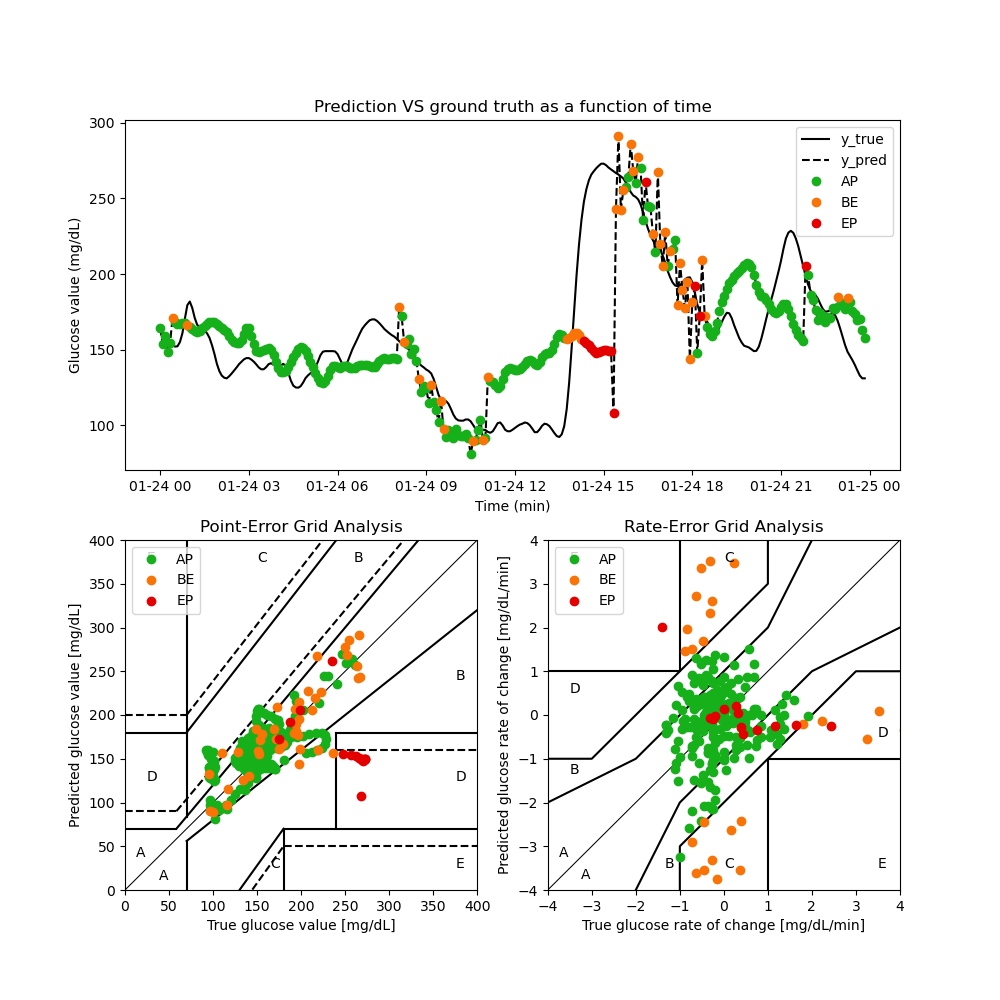 Prediction VS ground truth as a function of time
Glucose value (mg/dL)
300
250
200
150
100
y_true
y_pred
AP
BE
EP
01-24 00 01-24 03 01-24 06 01-24 09 01-24 12 01-24 15 01-24 18 01-24 21 01-25 00
Time (min)
Point-Error Grid Analysis
Predicted glucose value [mg/dL]
400
350
300
250
200
150
100
50
0
AP
BE
EP
C
B
B
D
D
A
A
C
E
0 50 100 150 200 250 300 350 400
True glucose value [mg/dL]
Rate-Error Grid Analysis
Predicted glucose rate of change [mg/dL/min]
4
3
2
1
0
−1
−2
−3
−4
AP
BE
EP
C
D
D
B
A
A
B
C
E
−4 −3 −2 −1 0 1 2 3 4
True glucose rate of change [mg/dL/min]